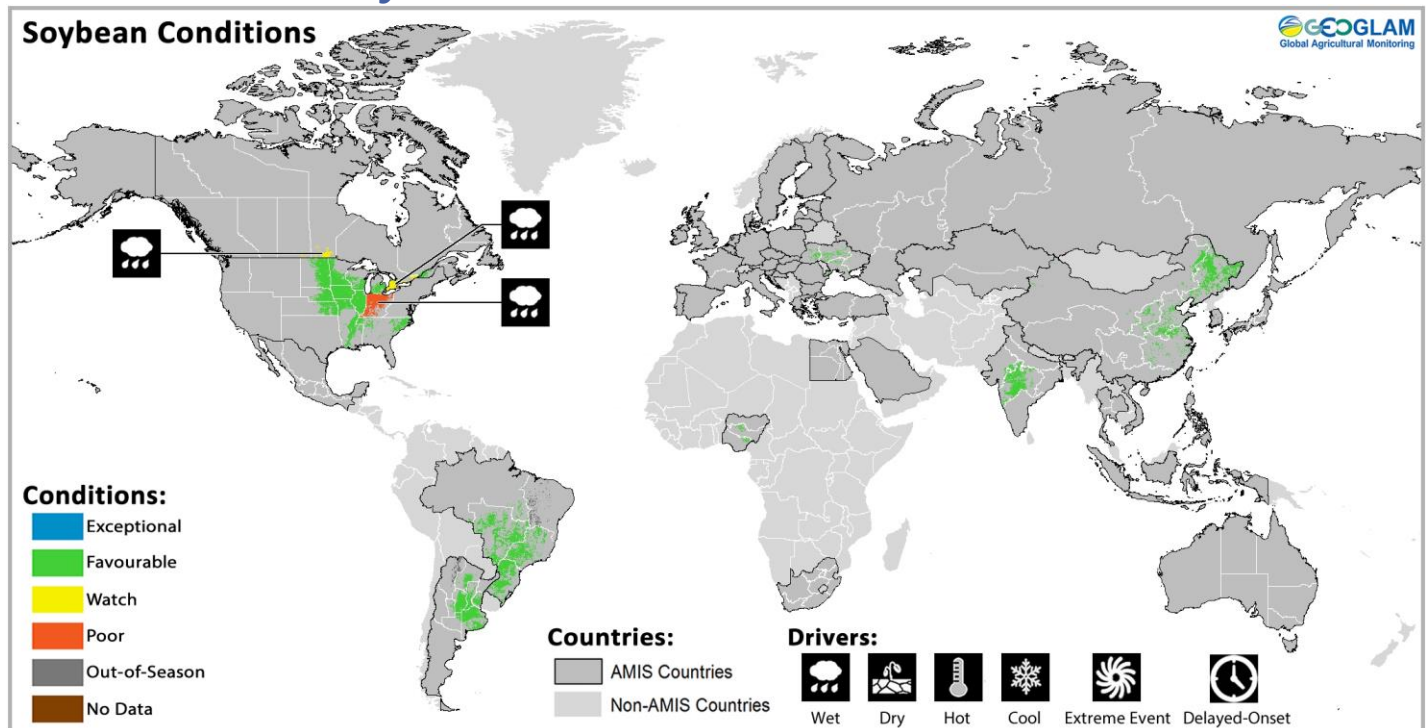 Soybean Conditions
GEOGLAM
Global Agricultural Monitoring
Conditions:
Exceptional
Favourable
Watch
Poor
Out-of-Season
No Data
Countries:
AMIS Countries
Non-AMIS Countries
Drivers:
Wet
Dry
Hot
Cool
Extreme Event
Delayed-Onset